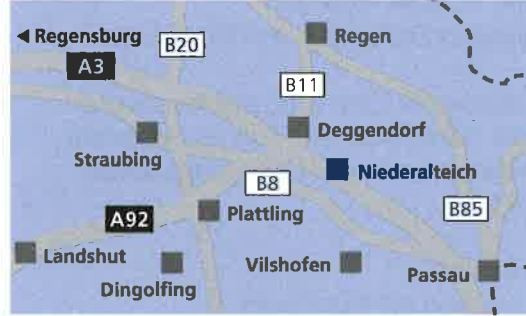 ◀ Regensburg
B20
Regen
A3
B11
Deggendorf
Straubing
Niederalteich
B8
A92
Plattling
B85
Landshut
Vilshofen
Passau
Dingolfing